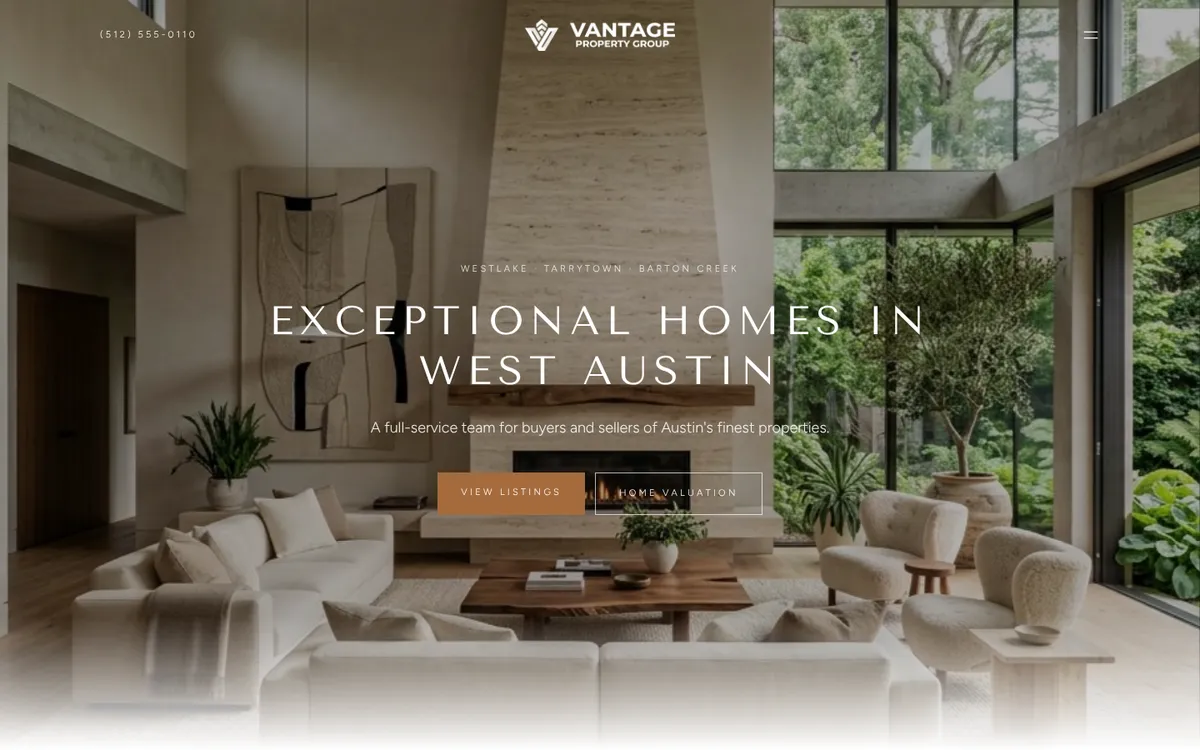 (512) 555-0110
VANTAGE
PROPERTY GROUP
WESTLAKE · TARRYTOWN · BARTON CREEK
EXCEPTIONAL HOMES IN
WEST AUSTIN
A full-service team for buyers and sellers of Austin's finest properties.
VIEW LISTINGS
HOME VALUATION